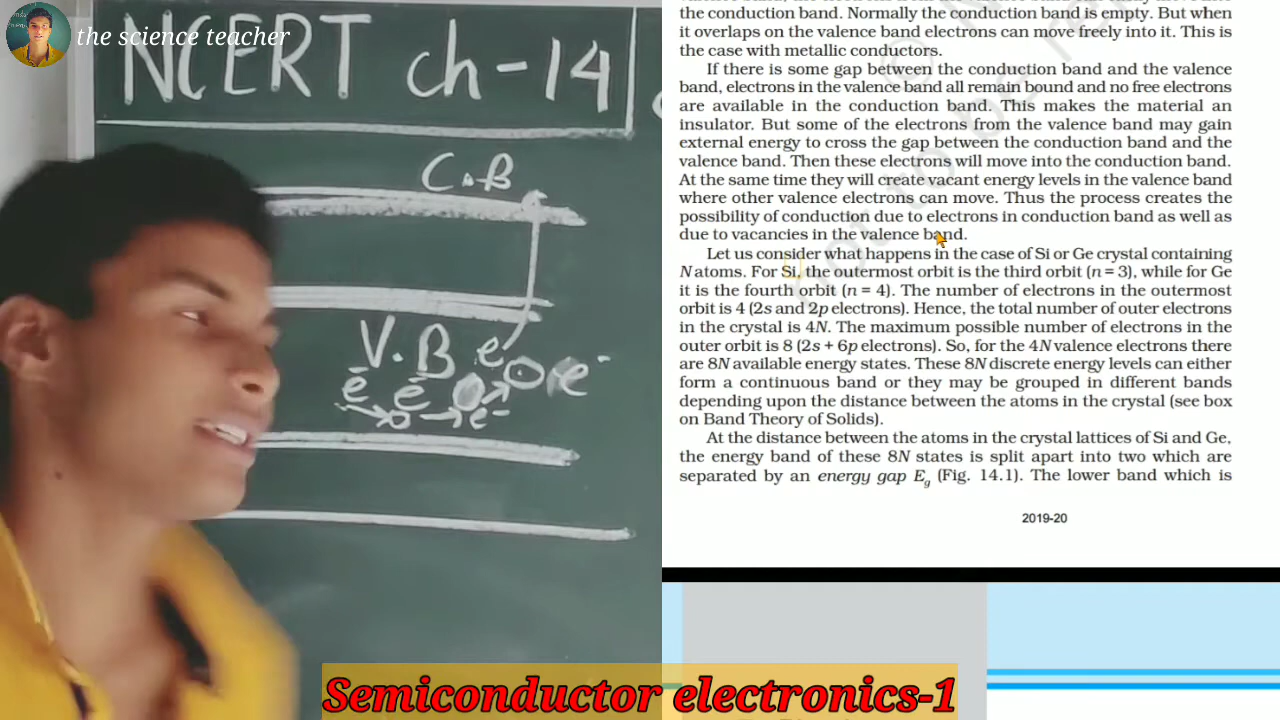 the science teacher
NCERT ch-14
C.B
V.B e
e e e-
e-
the conduction band. Normally the conduction band is empty. But when
it overlaps on the valence band electrons can move freely into it. This is
the case with metallic conductors.
If there is some gap between the conduction band and the valence
band, electrons in the valence band all remain bound and no free electrons
are available in the conduction band. This makes the material an
insulator. But some of the electrons from the valence band may gain
external energy to cross the gap between the conduction band and the
valence band. Then these electrons will move into the conduction band.
At the same time they will create vacant energy levels in the valence band
where other valence electrons can move. Thus the process creates the
possibility of conduction due to electrons in conduction band as well as
due to vacancies in the valence band.
Let us consider what happens in the case of Si or Ge crystal containing
N atoms. For Si, the outermost orbit is the third orbit (n = 3), while for Ge
it is the fourth orbit (n = 4). The number of electrons in the outermost
orbit is 4 (2s and 2p electrons). Hence, the total number of outer electrons
in the crystal is 4N. The maximum possible number of electrons in the
outer orbit is 8 (2s + 6p electrons). So, for the 4N valence electrons there
are 8N available energy states. These 8N discrete energy levels can either
form a continuous band or they may be grouped in different bands
depending upon the distance between the atoms in the crystal (see box
on Band Theory of Solids).
At the distance between the atoms in the crystal lattices of Si and Ge,
the energy band of these 8N states is split apart into two which are
separated by an energy gap Eg (Fig. 14.1). The lower band which is
2019-20
Semiconductor electronics-1